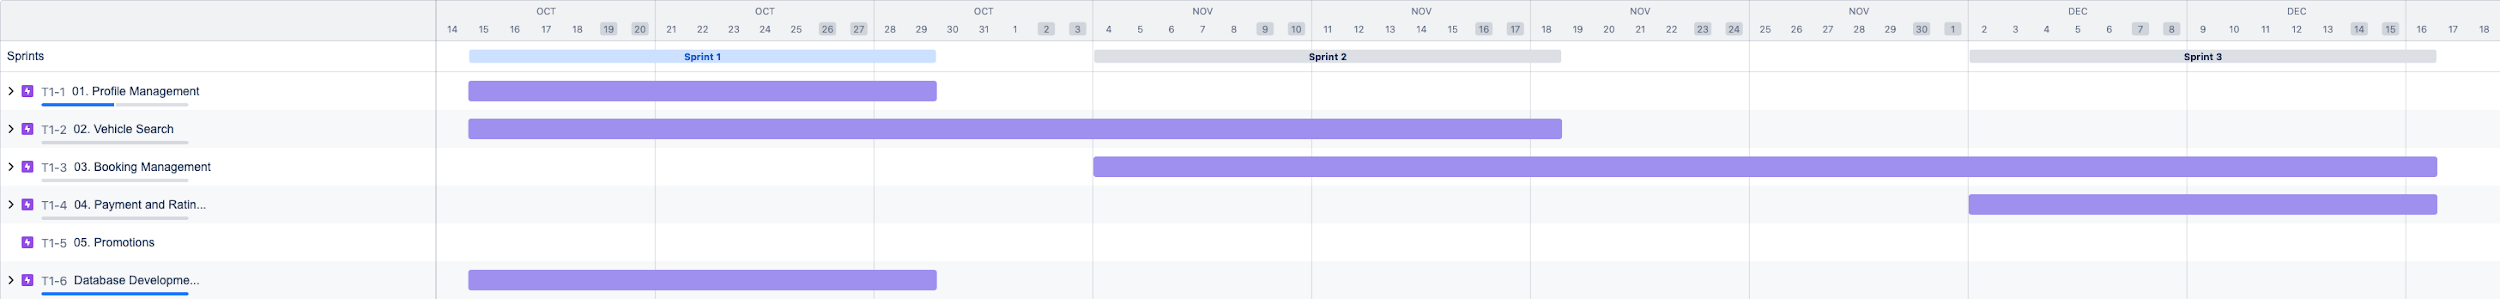 OCT OCT OCT NOV NOV NOV NOV DEC DEC
14 15 16 17 18 19 20 21 22 23 24 25 26 27 28 29 30 31 1 2 3 4 5 6 7 8 9 10 11 12 13 14 15 16 17 18 19 20 21 22 23 24 25 26 27 28 29 30 1 2 3 4 5 6 7 8 9 10 11 12 13 14 15 16 17 18
Sprints Sprint 1 Sprint 2 Sprint 3
T1-1 01. Profile Management
T1-2 02. Vehicle Search
T1-3 03. Booking Management
T1-4 04. Payment and Ratin...
T1-5 05. Promotions
T1-6 Database Developme...